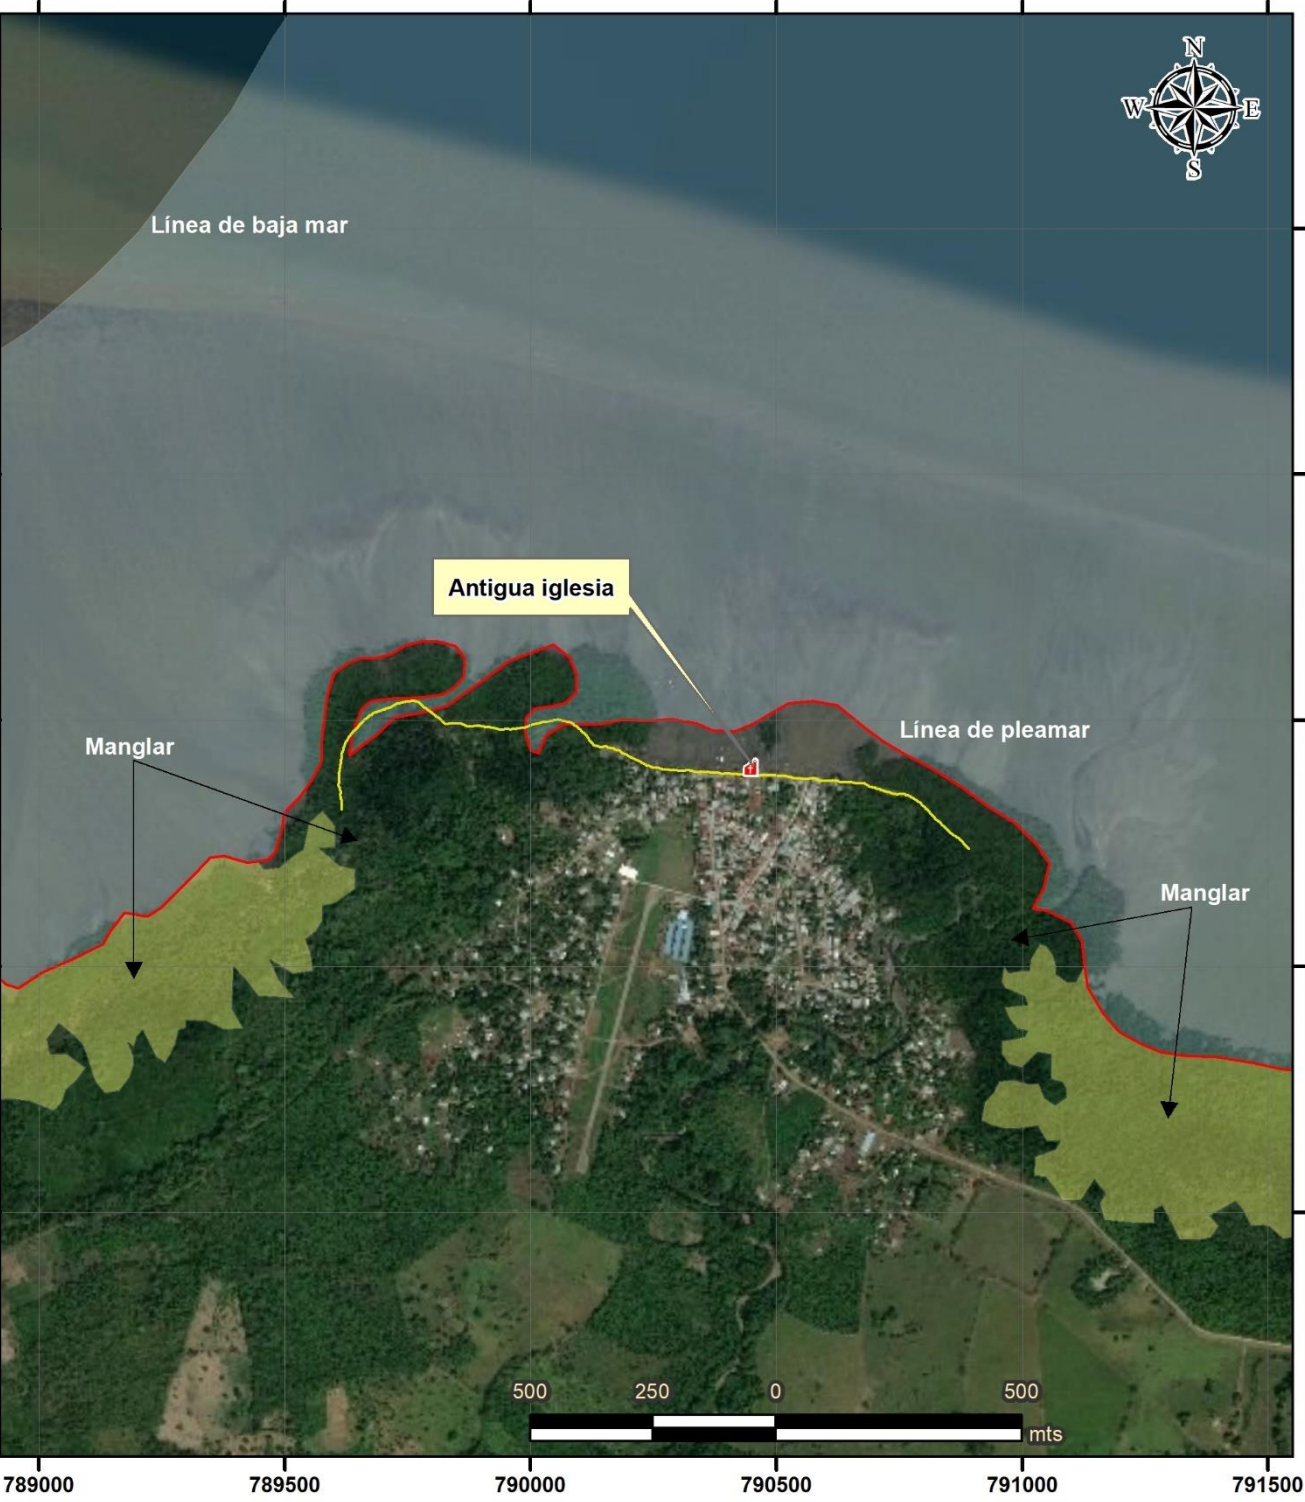 N
W E
S
Línea de baja mar
Antigua iglesia
Línea de pleamar
Manglar
Manglar
500 250 0 500
mts
789000 789500 790000 790500 791000 791500